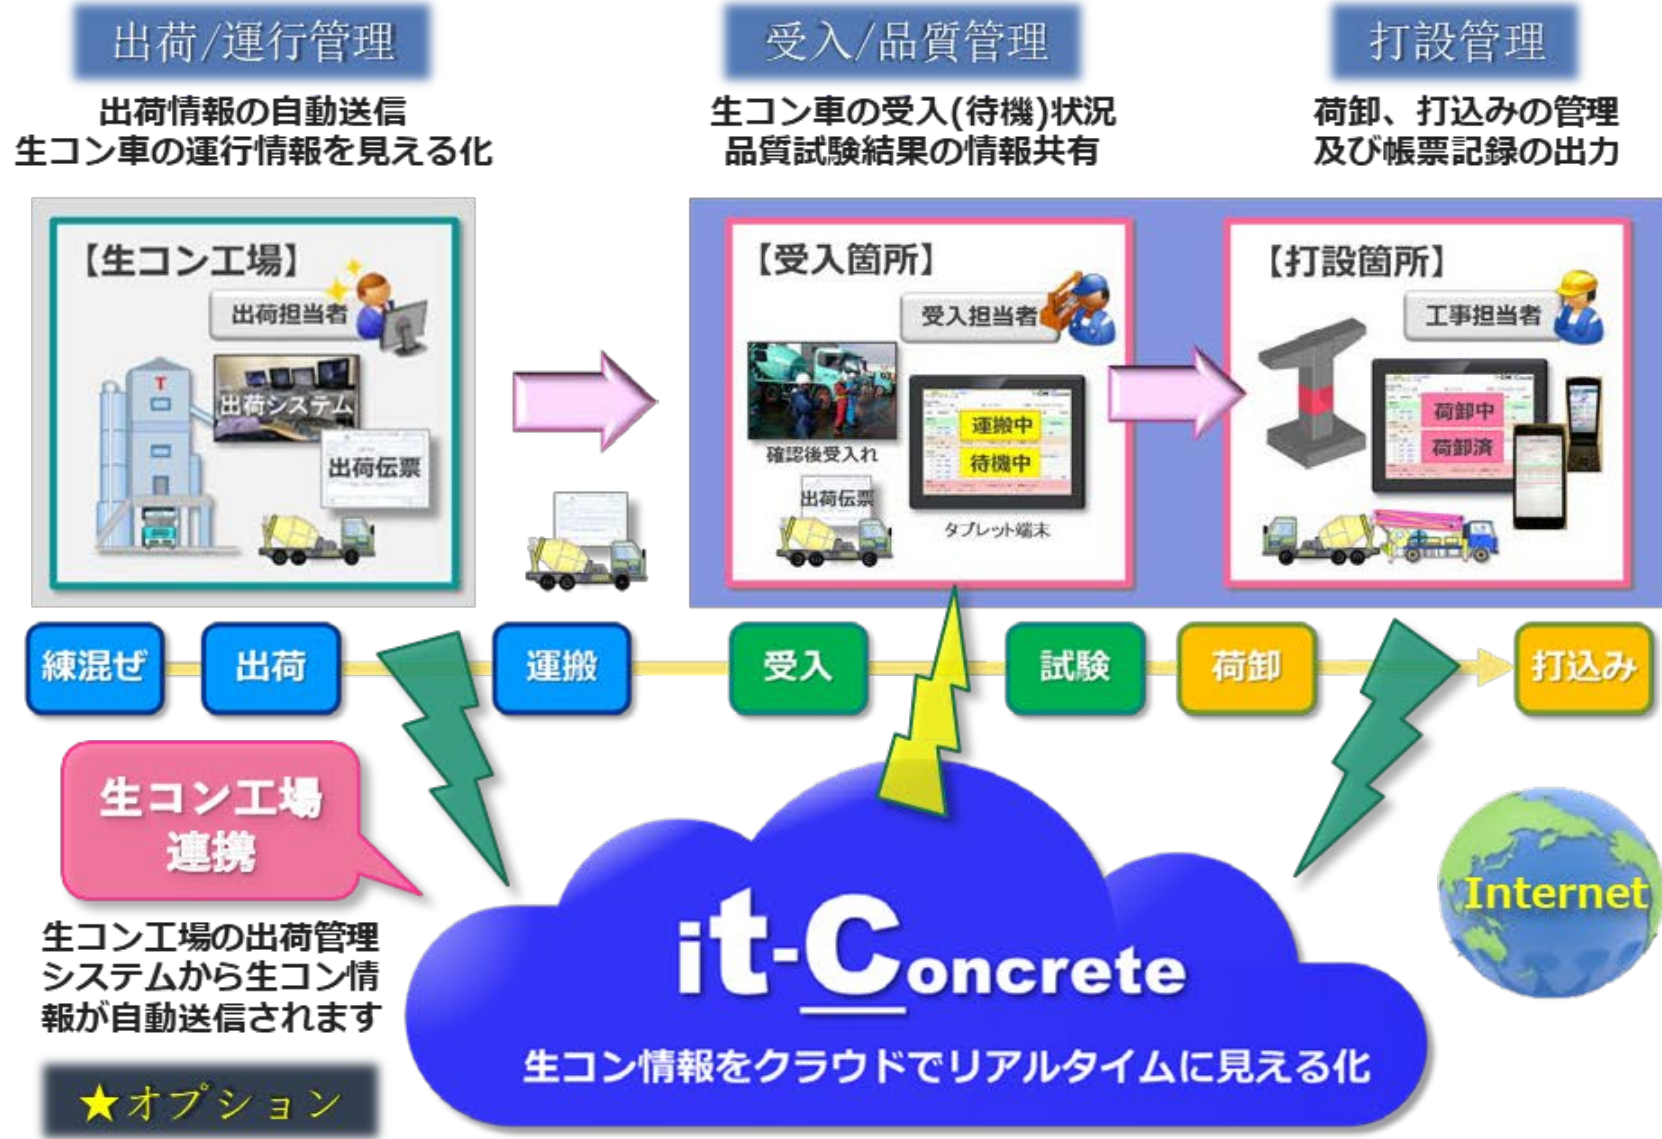 出荷/運行管理
出荷情報の自動送信
生コン車の運行情報を見える化
受入/品質管理
生コン車の受入(待機)状況
品質試験結果の情報共有
打設管理
荷卸、打込みの管理
及び帳票記録の出力
【生コン工場】
出荷担当者
T
出荷システム
出荷伝票
【受入箇所】
受入担当者
確認後受入れ
運搬中
待機中
出荷伝票
タブレット端末
【打設箇所】
工事担当者
荷卸中
荷卸済
練混ぜ
出荷
運搬
受入
試験
荷卸
打込み
生コン工場
連携
生コン工場の出荷管理
システムから生コン情
報が自動送信されます
★オプション
it-Concrete
生コン情報をクラウドでリアルタイムに見える化
Internet